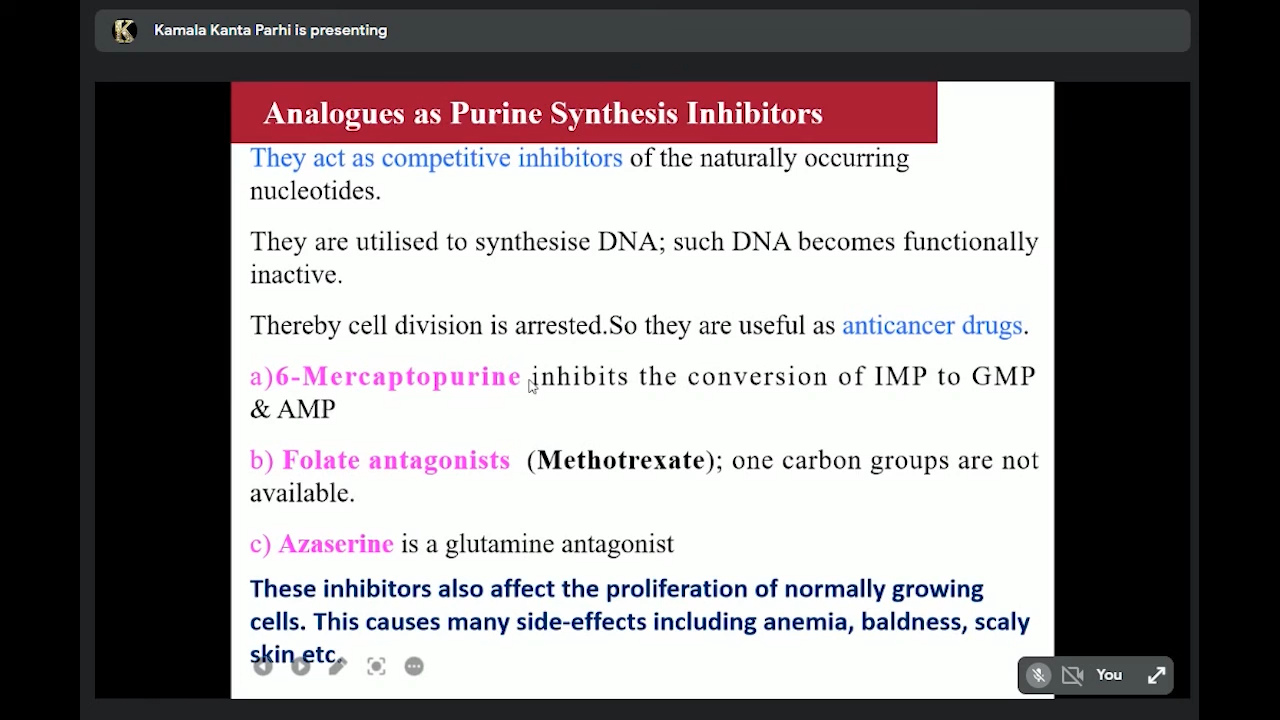 Kamala Kanta Parhi is presenting
Analogues as Purine Synthesis Inhibitors
They act as competitive inhibitors of the naturally occurring
nucleotides.
They are utilised to synthesise DNA; such DNA becomes functionally
inactive.
Thereby cell division is arrested.So they are useful as anticancer drugs.
a)6-Mercaptopurine inhibits the conversion of IMP to GMP
& AMP
b) Folate antagonists (Methotrexate); one carbon groups are not
available.
c) Azaserine is a glutamine antagonist
These inhibitors also affect the proliferation of normally growing
cells. This causes many side-effects including anemia, baldness, scaly
skin etc.
You